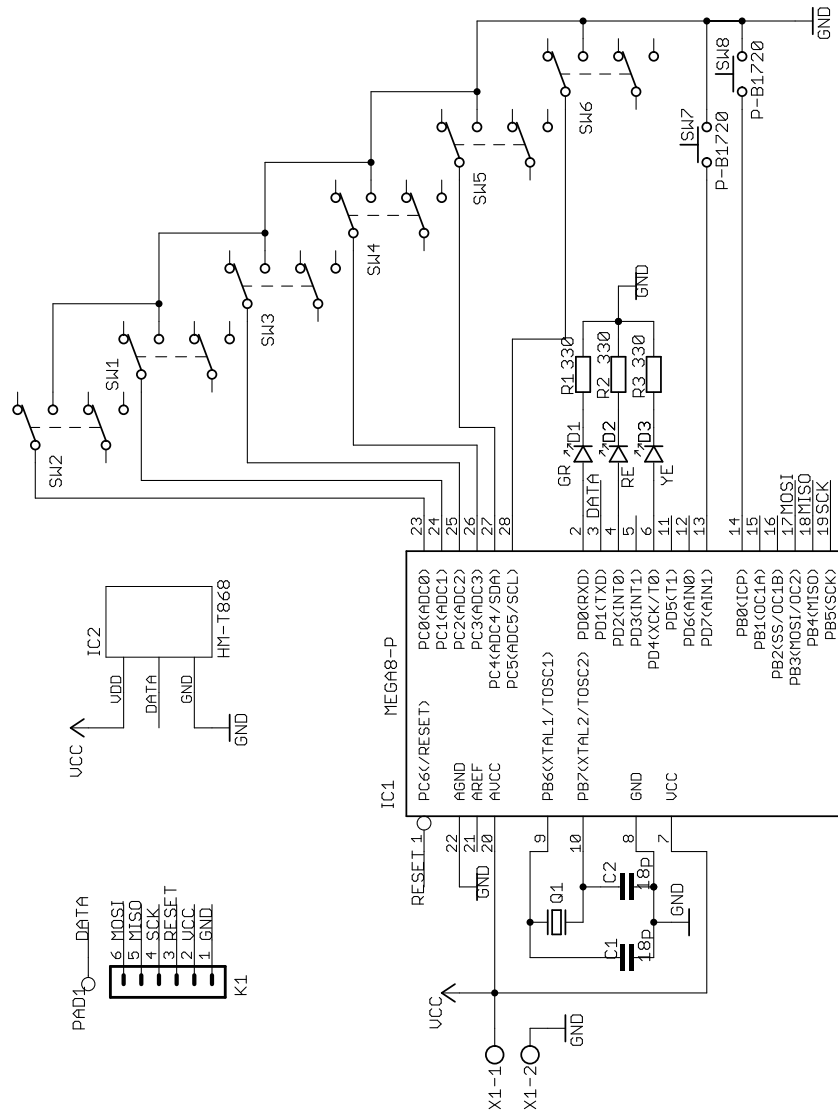 GND
SW8
P-B1720
SW7
P-B1720
SW6
SW5
SW4
SW3
SW1
SW2
GND
R1 330
R2 330
R3 330
D1
D2
D3
GR
RE
YE
DATA
IC2
HM-T868
VDD
DATA
GND
VCC
GND
MEGA8-P
IC1
23 PC0(ADC0)
24 PC1(ADC1)
25 PC2(ADC2)
26 PC3(ADC3)
27 PC4(ADC4/SDA)
28 PC5(ADC5/SCL)
2 PD0(RXD)
3 PD1(TXD)
4 PD2(INT0)
5 PD3(INT1)
6 PD4(XCK/T0)
11 PD5(T1)
12 PD6(AIN0)
13 PD7(AIN1)
14 PB0(ICP)
15 PB1(OC1A)
16 PB2(SS/OC1B)
17 MOSI PB3(MOSI/OC2)
18 MISO PB4(MISO)
19 SCK PB5(SCK)
RESET 1 PC6(/RESET)
22 AGND
21 AREF
20 AVCC
9 PB6(XTAL1/TOSC1)
10 PB7(XTAL2/TOSC2)
8 GND
7 VCC
GND
Q1
C2
18p
C1
18p
GND
VCC
X1-1
X1-2
GND
PAD1
DATA
6 MOSI
5 MISO
4 SCK
3 RESET
2 VCC
1 GND
K1